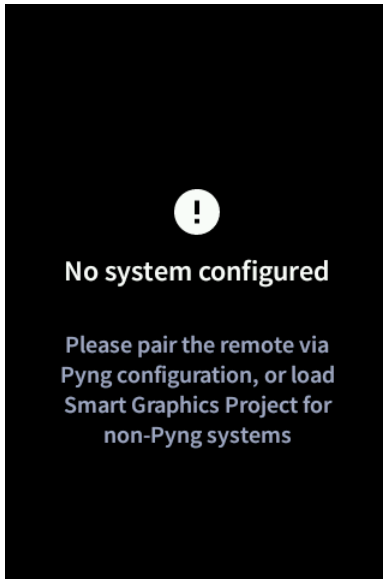 No system configured
Please pair the remote via
Pyng configuration, or load
Smart Graphics Project for
non-Pyng systems